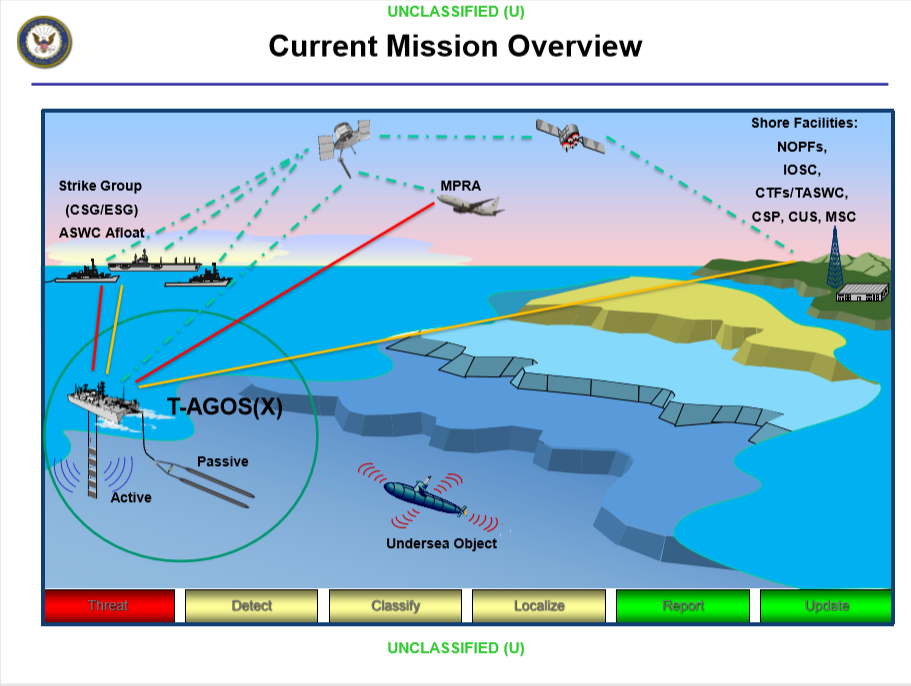 UNCLASSIFIED (U)
Current Mission Overview
Shore Facilities:
NOPFs,
IOSC,
CTFs/TASWC,
CSP, CUS, MSC
Strike Group
(CSG/ESG)
ASWC Afloat
MPRA
T-AGOS(X)
Passive
Active
Undersea Object
Threat
Detect
Classify
Localize
Report
Update
UNCLASSIFIED (U)